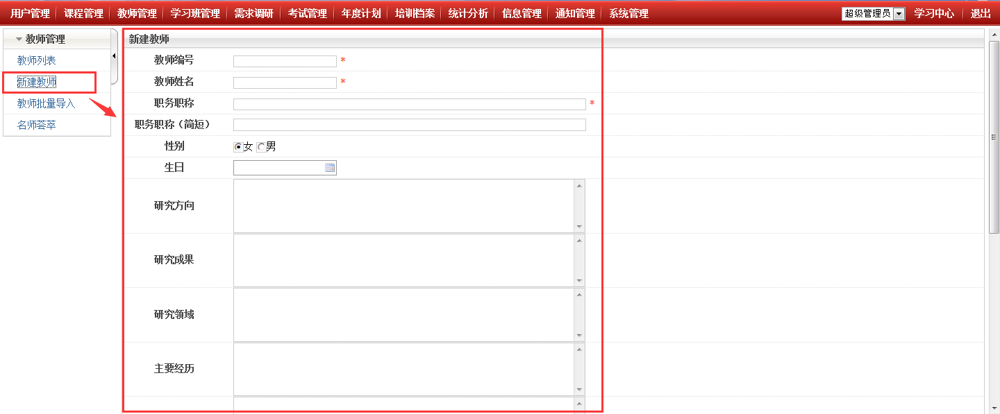 用户管理 课程管理 教师管理 学习班管理 需求调研 考试管理 年度计划 培训档案 统计分析 信息管理 通知管理 系统管理 超级管理员 学习中心 退出
教师管理
教师列表
新建教师
教师批量导入
名师荟萃
新建教师
教师编号 *
教师姓名 *
职务职称 *
职务职称（简短）
性别 女 男
生日
研究方向
研究成果
研究领域
主要经历